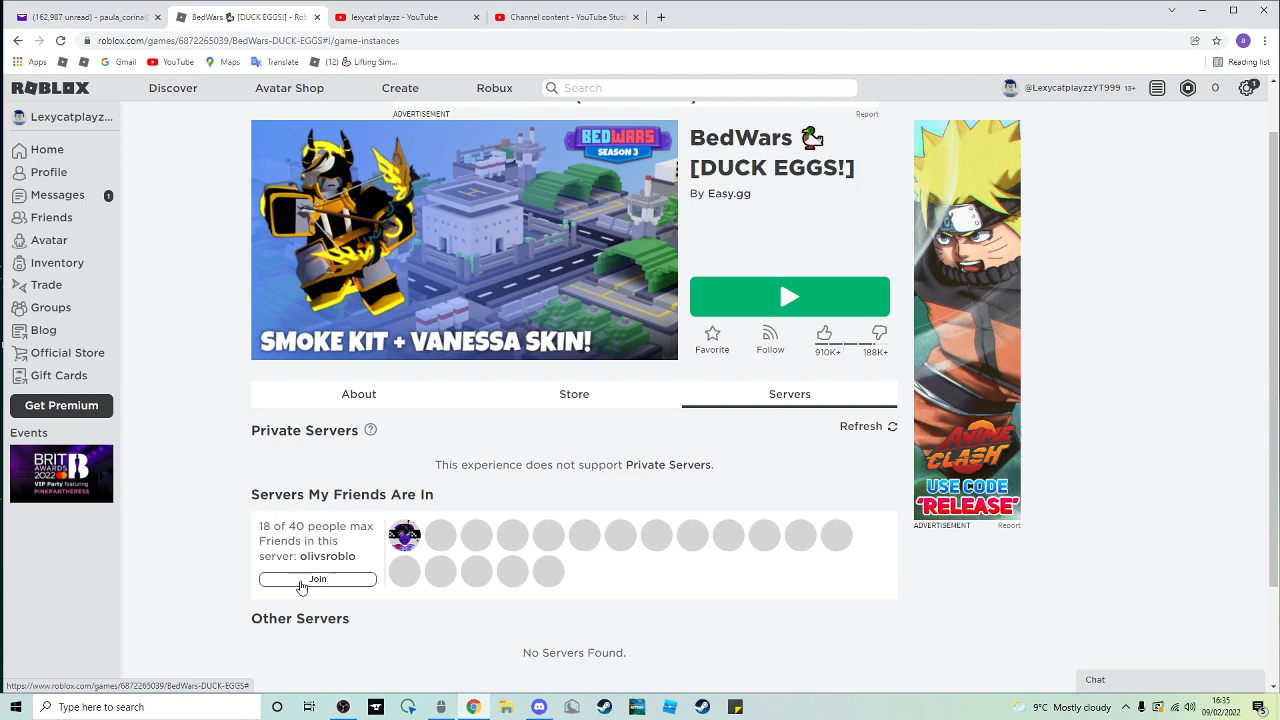 (162,987 unread) - paula_corina
BedWars [DUCK EGGS!] - Rob
lexycat playzz - YouTube
Channel content - YouTube Stud
roblox.com/games/6872265039/BedWars-DUCK-EGGS#!/game-instances
Apps
Gmail
YouTube
Maps
Translate
(12) Lifting Sim...
Reading list
ROBLOX
Discover
Avatar Shop
Create
Robux
Search
@LexycatplayzzYT999 13+
0
1
Lexycatplayz...
Home
Profile
Messages 1
Friends
Avatar
Inventory
Trade
Groups
Blog
Official Store
Gift Cards
Get Premium
Events
BRIT
AWARDS
2022
VIP Party featuring
PINKPANTHERESS
ADVERTISEMENT
Report
BEDWARS
SEASON 3
SMOKE KIT + VANESSA SKIN!
BedWars
[DUCK EGGS!]
By Easy.gg
Favorite
Follow
910K+
188K+
About
Store
Servers
Private Servers
Refresh
This experience does not support Private Servers.
Servers My Friends Are In
18 of 40 people max
Friends in this
server: olivsroblo
Join
Other Servers
No Servers Found.
ANIME
CLASH
USE CODE
'RELEASE'
ADVERTISEMENT
Report
Chat
https://www.roblox.com/games/6872265039/BedWars-DUCK-EGGS#
Type here to search
9°C Mostly cloudy
16:35
09/02/2022
5